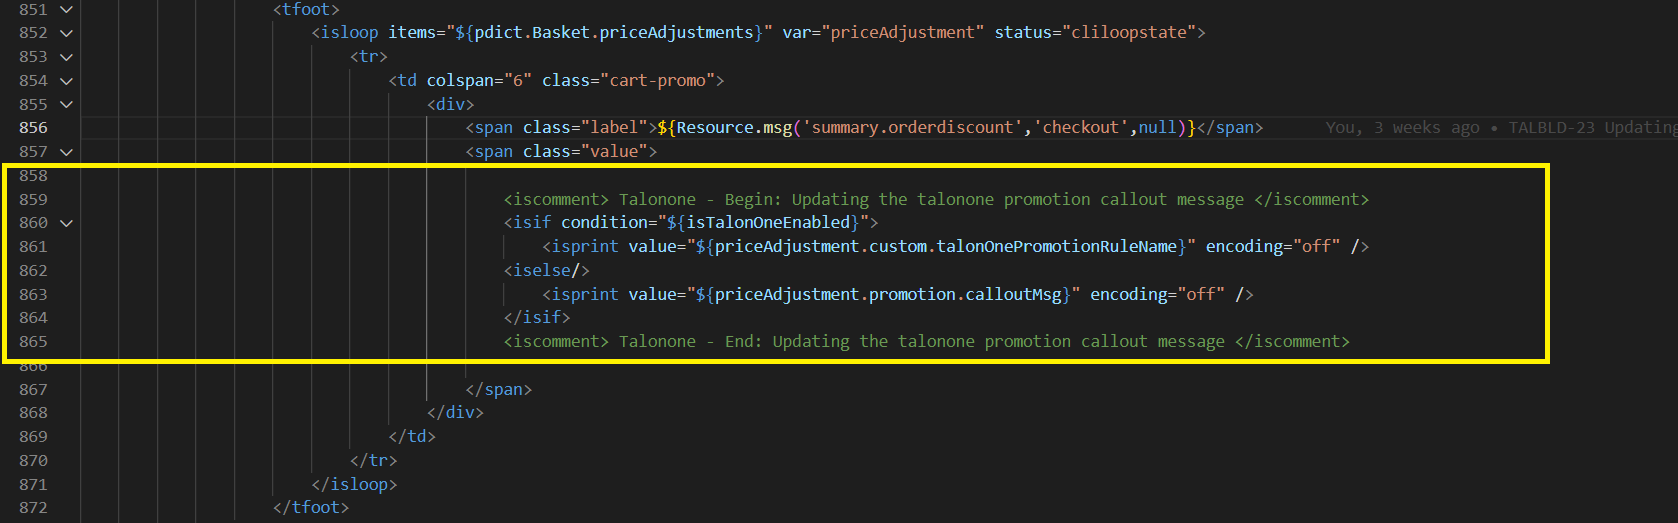 851 <tfoot>
852 <isloop items="${pdict.Basket.priceAdjustments}" var="priceAdjustment" status="cliloopstate">
853 <tr>
854 <td colspan="6" class="cart-promo">
855 <div>
856 <span class="label">${Resource.msg('summary.orderdiscount','checkout',null)}</span> You, 3 weeks ago • TALBLD-23 Updating
857 <span class="value">
858
859 <iscomment> Talonone - Begin: Updating the talonone promotion callout message </iscomment>
860 <isif condition="${isTalonOneEnabled}">
861 <isprint value="${priceAdjustment.custom.talonOnePromotionRuleName}" encoding="off" />
862 <iselse/>
863 <isprint value="${priceAdjustment.promotion.calloutMsg}" encoding="off" />
864 </isif>
865 <iscomment> Talonone - End: Updating the talonone promotion callout message </iscomment>
866
867 </span>
868 </div>
869 </td>
870 </tr>
871 </isloop>
872 </tfoot>